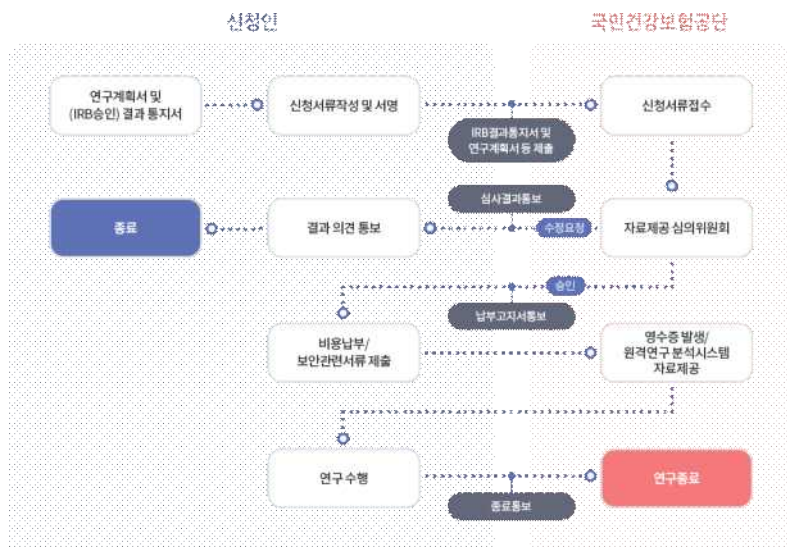 신청인
국민건강보험공단
연구계획서 및
(IRB승인) 결과 통지서
신청서류작성 및 서명
신청서류접수
IRB결과통지서 및
연구계획서 등 제출
심사결과통보
종료
결과 의견 통보
수정요청
자료제공 심의위원회
승인
납부고지서통보
비용납부/
보안관련서류 제출
영수증 발생/
원격연구 분석시스템
자료제공
연구 수행
연구종료
종료통보